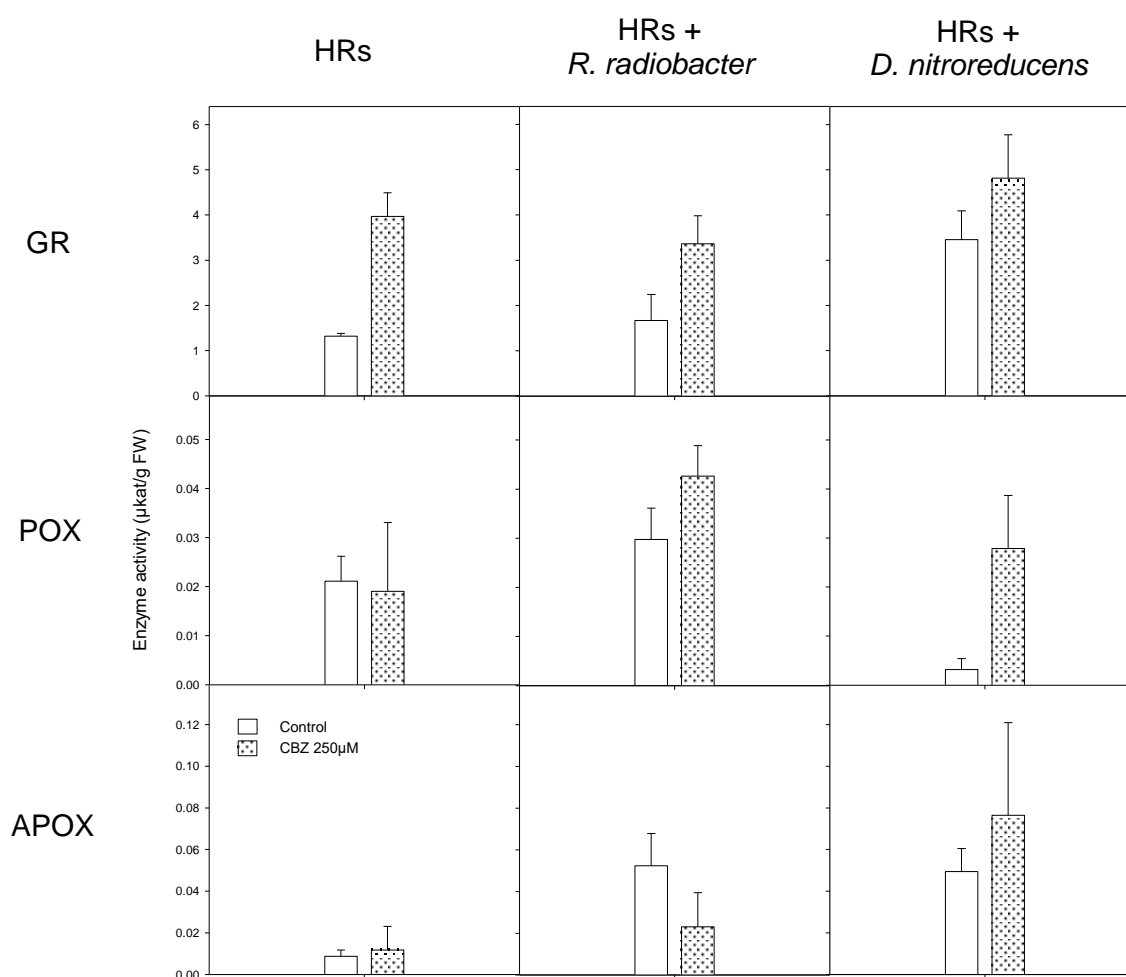 HRs
HRs +
R. radiobacter
HRs +
D. nitroreducens
GR
6
5
4
3
2
1
0
POX
Enzyme activity (µkat/g FW)
0.05
0.04
0.03
0.02
0.01
0.00
APOX
0.12
0.10
0.08
0.06
0.04
0.02
0.00
Control
CBZ 250µM